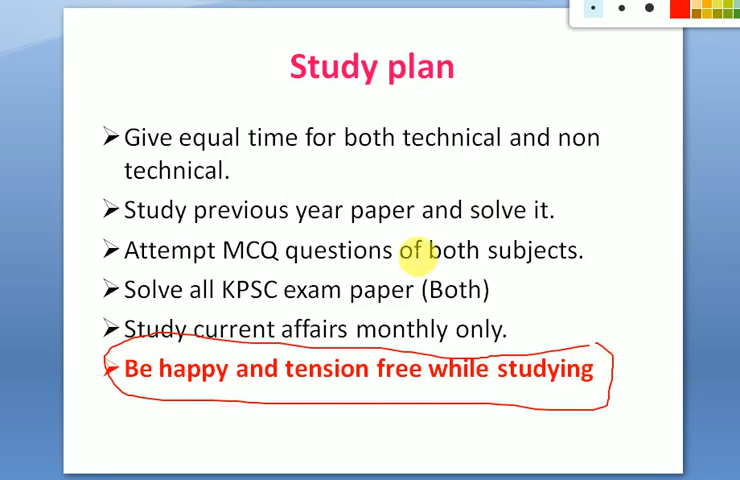 Study plan
➢Give equal time for both technical and non
technical.
➢Study previous year paper and solve it.
➢Attempt MCQ questions of both subjects.
➢Solve all KPSC exam paper (Both)
➢Study current affairs monthly only.
➢Be happy and tension free while studying